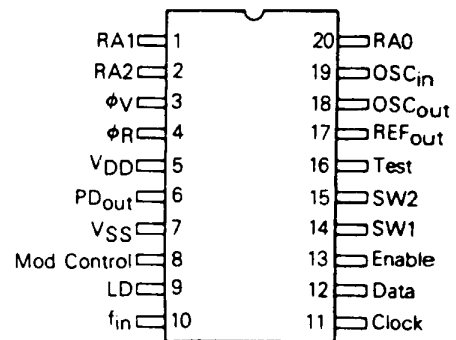 RA1 1 20 RA0
RA2 2 19 OSCin
ϕV 3 18 OSCout
ϕR 4 17 REFout
VDD 5 16 Test
PDout 6 15 SW2
VSS 7 14 SW1
Mod Control 8 13 Enable
LD 9 12 Data
fin 10 11 Clock